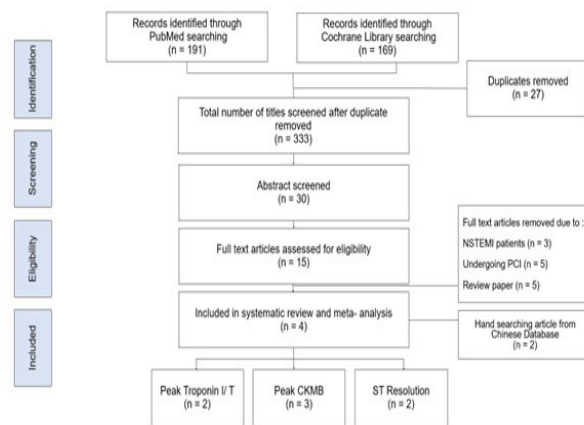 Records identified through
PubMed searching
(n = 191)
Records identified through
Cochrane Library searching
(n = 169)
Identification
Duplicates removed
(n = 27)
Total number of titles screened after duplicate
removed
(n = 333)
Screening
Abstract screened
(n = 30)
Full text articles assessed for eligibility
(n = 15)
Eligibility
Full text articles removed due to :
NSTEMI patients (n = 3)
Undergoing PCI (n = 5)
Review paper (n = 5)
Included in systematic review and meta- analysis
(n = 4)
Hand searching article from
Chinese Database
(n = 2)
Included
Peak Troponin I/ T
(n = 2)
Peak CKMB
(n = 3)
ST Resolution
(n = 2)